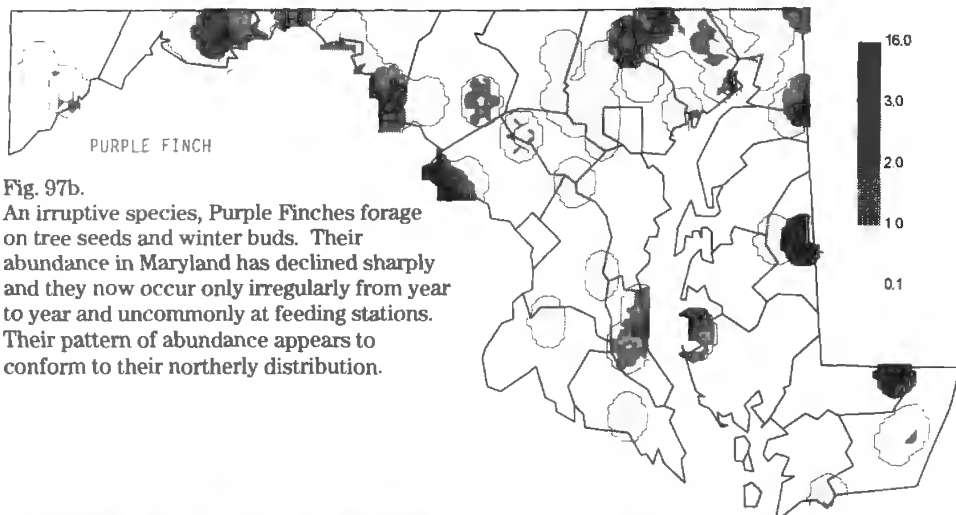 PURPLE FINCH
Fig. 97b.
An irruptive species, Purple Finches forage
on tree seeds and winter buds. Their
abundance in Maryland has declined sharply
and they now occur only irregularly from year
to year and uncommonly at feeding stations.
Their pattern of abundance appears to
conform to their northerly distribution.
16.0
3.0
2.0
1.0
0.1